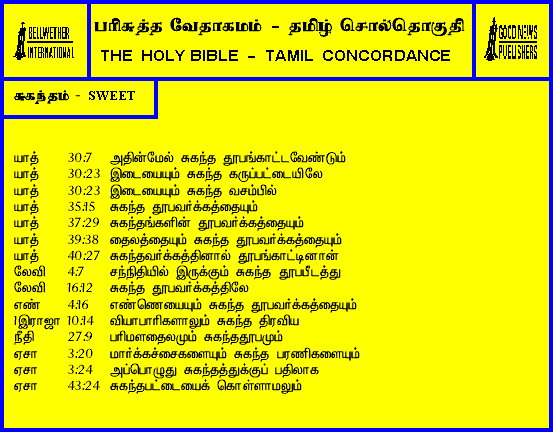 BELLWETHER
INTERNATIONAL
பரிசுத்த வேதாகமம் - தமிழ் சொல்தொகுதி
THE HOLY BIBLE - TAMIL CONCORDANCE
GOOD NEWS
PUBLISHERS
சுகந்தம் - SWEET
யாத் 30:7 அதின்மேல் சுகந்த தூபங்காட்டவேண்டும்
யாத் 30:23 இடையையும் சுகந்த கருப்பட்டையிலே
யாத் 30:23 இடையையும் சுகந்த வசம்பில்
யாத் 35:15 சுகந்த தூபவர்க்கத்தையும்
யாத் 37:29 சுகந்தங்களின் தூபவர்க்கத்தையும்
யாத் 39:38 தைலத்தையும் சுகந்த தூபவர்க்கத்தையும்
யாத் 40:27 சுகந்தவர்க்கத்தினால் தூபங்காட்டினான்
லேவி 4:7 சந்நிதியில் இருக்கும் சுகந்த தூபபீடத்து
லேவி 16:12 சுகந்த தூபவர்க்கத்திலே
எண் 4:16 எண்ணெயையும் சுகந்த தூபவர்க்கத்தையும்
1இராஜா 10:14 வியாபாரிகளாலும் சுகந்த திரவிய
நீதி 27:9 பரிமளதைலமும் சுகந்ததூபமும்
ஏசா 3:20 மார்க்கச்சைகளையும் சுகந்த பரணிகளையும்
ஏசா 3:24 அப்பொழுது சுகந்தத்துக்குப் பதிலாக
ஏசா 43:24 சுகந்தபட்டையைக் கொள்ளாமலும்